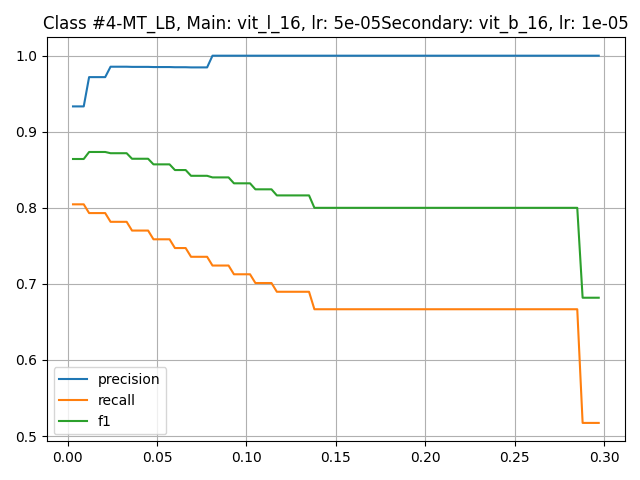 Class #4-MT_LB, Main: vit_l_16, lr: 5e-05Secondary: vit_b_16, lr: 1e-05
1.0
0.9
0.8
0.7
0.6
0.5
precision
recall
f1
0.00 0.05 0.10 0.15 0.20 0.25 0.30